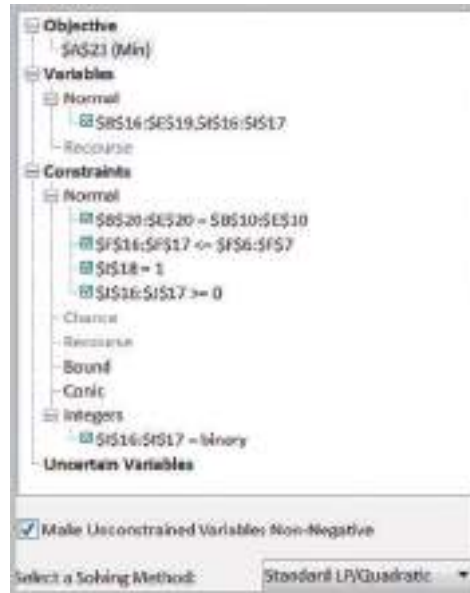 Objective
$A$21 (Min)
Variables
Normal
$B$16:$E$19,$I$16:$I$17
Recourse
Constraints
Normal
$B$20:$E$20 = $B$10:$E$10
$F$16:$F$17 <= $F$6:$F$7
$I$18 = 1
$J$16:$J$17 >= 0
Chance
Recourse
Bound
Conic
Integers
$I$16:$I$17 = binary
Uncertain Variables
Make Unconstrained Variables Non-Negative
Select a Solving Method:
Standard LP/Quadratic